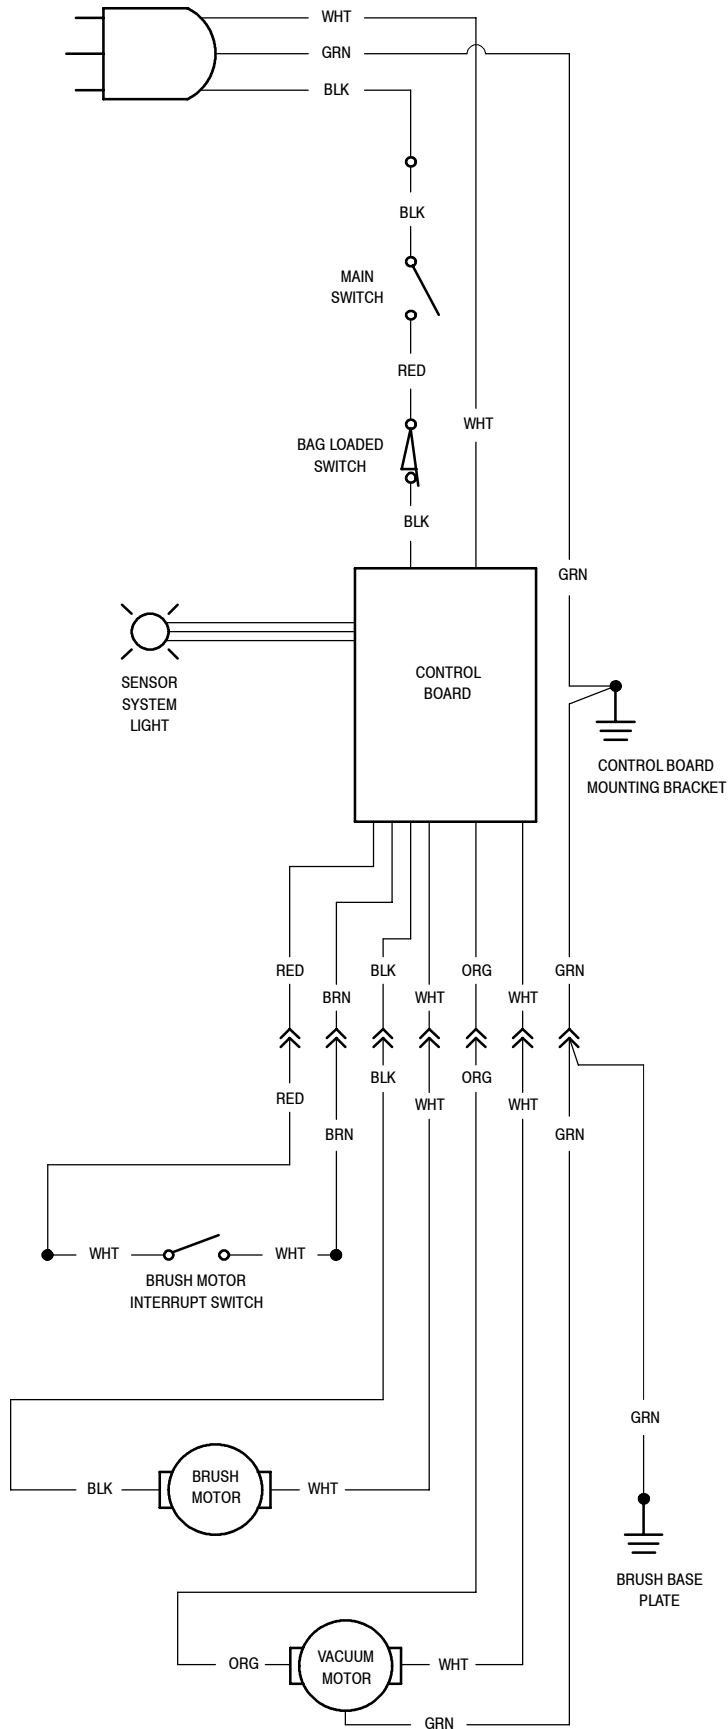 WHT
GRN
BLK
BLK
MAIN
SWITCH
RED
WHT
BAG LOADED
SWITCH
BLK
GRN
SENSOR
SYSTEM
LIGHT
CONTROL
BOARD
CONTROL BOARD
MOUNTING BRACKET
RED
BLK
ORG
GRN
BRN
WHT
WHT
BLK
ORG
RED
WHT
WHT
BRN
GRN
WHT
WHT
BRUSH MOTOR
INTERRUPT SWITCH
GRN
BRUSH
MOTOR
BLK
WHT
BRUSH BASE
PLATE
VACUUM
MOTOR
ORG
WHT
GRN